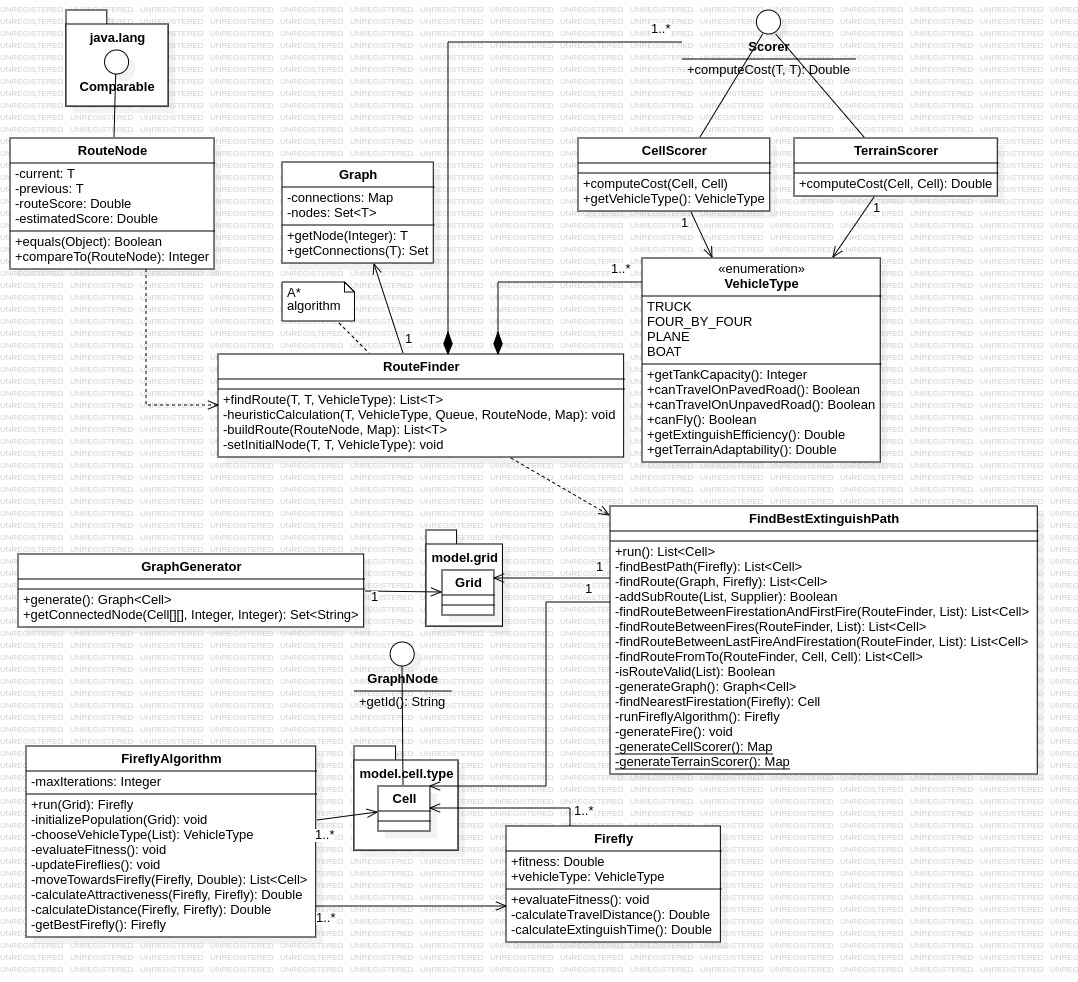 java.lang
Comparable
1..*
Scorer
+computeCost(T, T): Double
RouteNode
-current: T
-previous: T
-routeScore: Double
-estimatedScore: Double
+equals(Object): Boolean
+compareTo(RouteNode): Integer
Graph
-connections: Map
-nodes: Set<T>
+getNode(Integer): T
+getConnections(T): Set
CellScorer
+computeCost(Cell, Cell)
+getVehicleType(): VehicleType
TerrainScorer
+computeCost(Cell, Cell): Double
1
1
1..*
«enumeration»
VehicleType
TRUCK
FOUR_BY_FOUR
PLANE
BOAT
+getTankCapacity(): Integer
+canTravelOnPavedRoad(): Boolean
+canTravelOnUnpavedRoad(): Boolean
+canFly(): Boolean
+getExtinguishEfficiency(): Double
+getTerrainAdaptability(): Double
A*
algorithm
1
RouteFinder
+findRoute(T, T, VehicleType): List<T>
-heuristicCalculation(T, VehicleType, Queue, RouteNode, Map): void
-buildRoute(RouteNode, Map): List<T>
-setInitialNode(T, T, VehicleType): void
FindBestExtinguishPath
+run(): List<Cell>
-findBestPath(Firefly): List<Cell>
-findRoute(Graph, Firefly): List<Cell>
-addSubRoute(List, Supplier): Boolean
-findRouteBetweenFirestationAndFirstFire(RouteFinder, List): List<Cell>
-findRouteBetweenFires(RouteFinder, List): List<Cell>
-findRouteBetweenLastFireAndFirestation(RouteFinder, List): List<Cell>
-findRouteFromTo(RouteFinder, Cell, Cell): List<Cell>
-isRouteValid(List): Boolean
-generateGraph(): Graph<Cell>
-findNearestFirestation(Firefly): Cell
-runFireflyAlgorithm(): Firefly
-generateFire(): void
-generateCellScorer(): Map
-generateTerrainScorer(): Map
1
1
GraphGenerator
+generate(): Graph<Cell>
+getConnectedNode(Cell[][], Integer, Integer): Set<String>
1
model.grid
Grid
GraphNode
+getId(): String
model.cell.type
Cell
FireflyAlgorithm
-maxIterations: Integer
+run(Grid): Firefly
-initializePopulation(Grid): void
-chooseVehicleType(List): VehicleType
-evaluateFitness(): void
-updateFireflies(): void
-moveTowardsFirefly(Firefly, Double): List<Cell>
-calculateAttractiveness(Firefly, Firefly): Double
-calculateDistance(Firefly, Firefly): Double
-getBestFirefly(): Firefly
1..*
1..*
1..*
Firefly
+fitness: Double
+vehicleType: VehicleType
+evaluateFitness(): void
-calculateTravelDistance(): Double
-calculateExtinguishTime(): Double